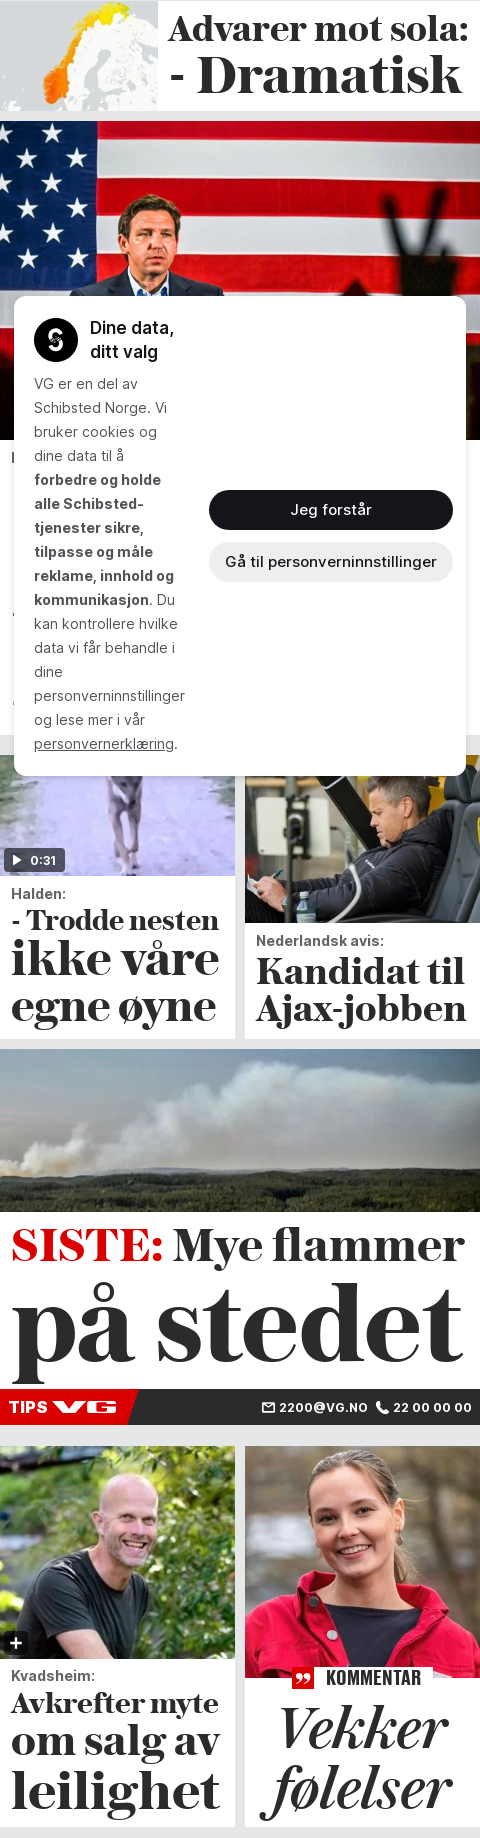 Advarer mot sola:
- Dramatisk
Dine data,
ditt valg
VG er en del av
Schibsted Norge. Vi
bruker cookies og
dine data til å
forbedre og holde
alle Schibsted-
tjenester sikre,
tilpasse og måle
reklame, innhold og
kommunikasjon. Du
kan kontrollere hvilke
data vi får behandle i
dine
personverninnstillinger
og lese mer i vår
personvernerklæring.
Jeg forstår
Gå til personverninnstillinger
0:31
Halden:
- Trodde nesten
ikke våre
egne øyne
Nederlandsk avis:
Kandidat til
Ajax-jobben
SISTE: Mye flammer
på stedet
TIPS VG 2200@VG.NO 22 00 00 00
Kvadsheim:
Avkrefter myte
om salg av
leilighet
KOMMENTAR
Vekker
følelser